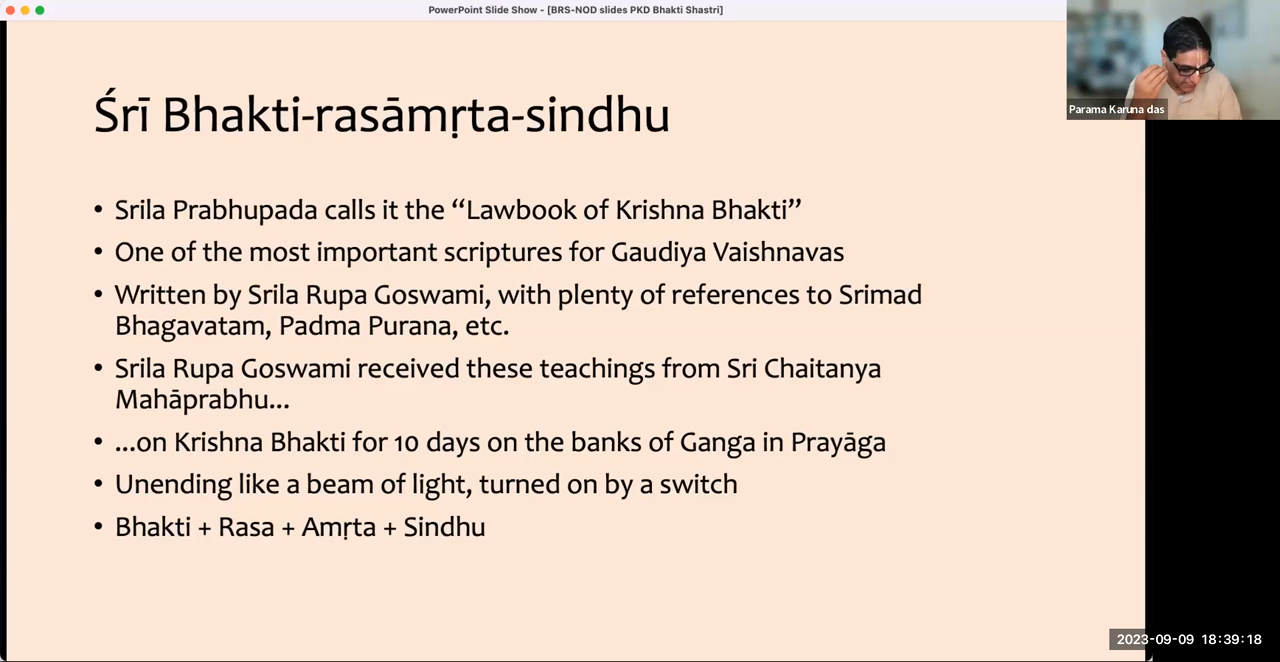 PowerPoint Slide Show - [BRS-NOD slides PKD Bhakti Shastri]
Parama Karuna das
Śrī Bhakti-rasāmṛta-sindhu
• Srila Prabhupada calls it the “Lawbook of Krishna Bhakti”
• One of the most important scriptures for Gaudiya Vaishnavas
• Written by Srila Rupa Goswami, with plenty of references to Srimad
Bhagavatam, Padma Purana, etc.
• Srila Rupa Goswami received these teachings from Sri Chaitanya
Mahāprabhu...
• ...on Krishna Bhakti for 10 days on the banks of Ganga in Prayāga
• Unending like a beam of light, turned on by a switch
• Bhakti + Rasa + Amṛta + Sindhu
2023-09-09 18:39:18